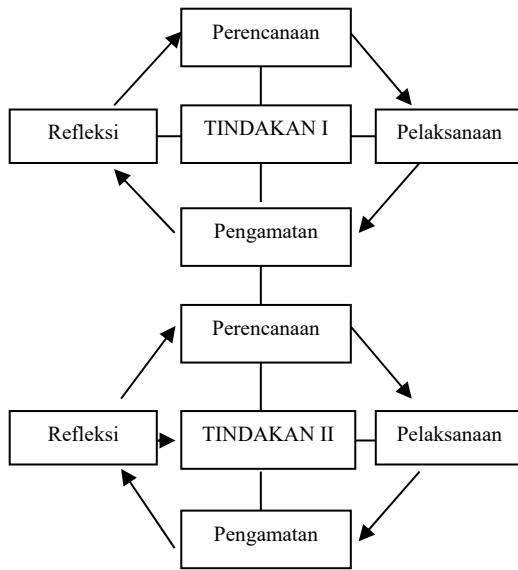 Perencanaan
Refleksi
TINDAKAN I
Pelaksanaan
Pengamatan
Perencanaan
Refleksi
TINDAKAN II
Pelaksanaan
Pengamatan